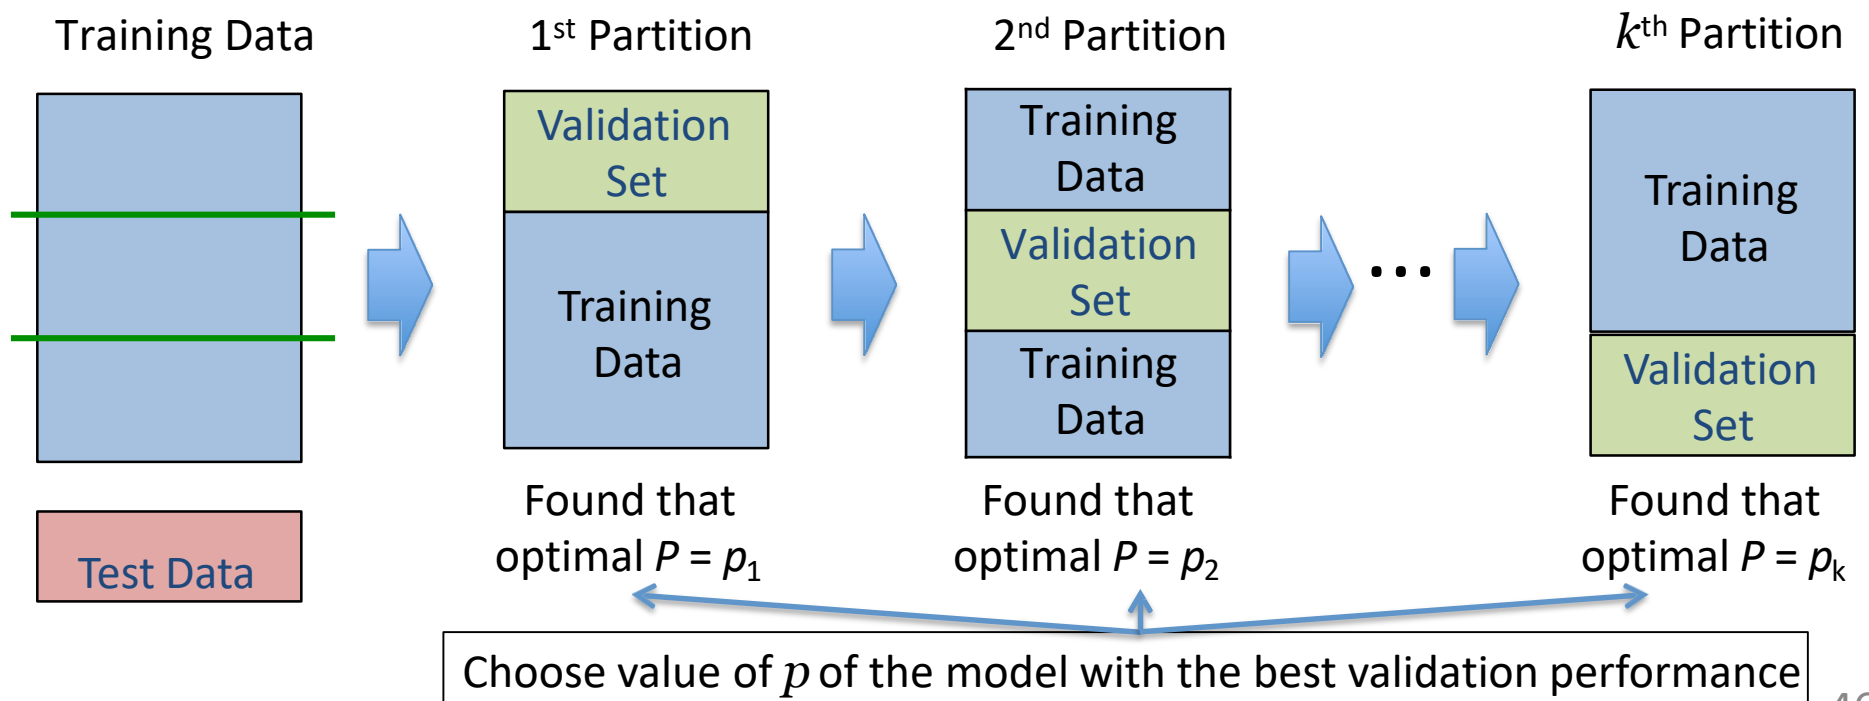 Training Data
1st Partition
2nd Partition
kth Partition
Validation
Set
Training
Data
Training
Data
Validation
Set
Training
Data
Training
Data
Validation
Set
Test Data
Found that
optimal P = p1
Found that
optimal P = p2
...
Found that
optimal P = pk
Choose value of p of the model with the best validation performance